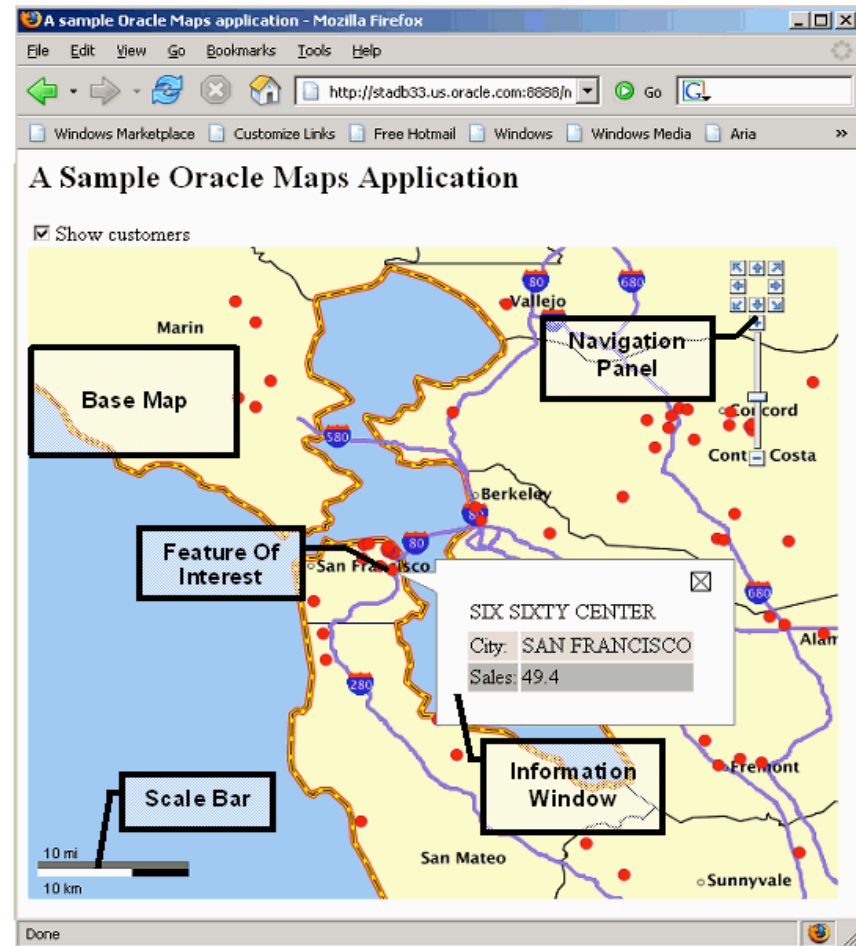 A sample Oracle Maps application - Mozilla Firefox
File Edit View Go Bookmarks Tools Help
http://stadb33.us.oracle.com:8888/n Go G
Windows Marketplace Customize Links Free Hotmail Windows Windows Media Aria »
A Sample Oracle Maps Application
Show customers
80 680
Vallejo
Marin
Navigation
Panel
Base Map
Concord
580
Costa
Berkeley
80
80
Feature Of
Interest
San Francisco
SIX SIXTY CENTER
City: SAN FRANCISCO
Sales: 49.4
680
Alam
280
Information
Window
Fremont
Scale Bar
10 mi
10 km
San Mateo
Sunnyvale
Done